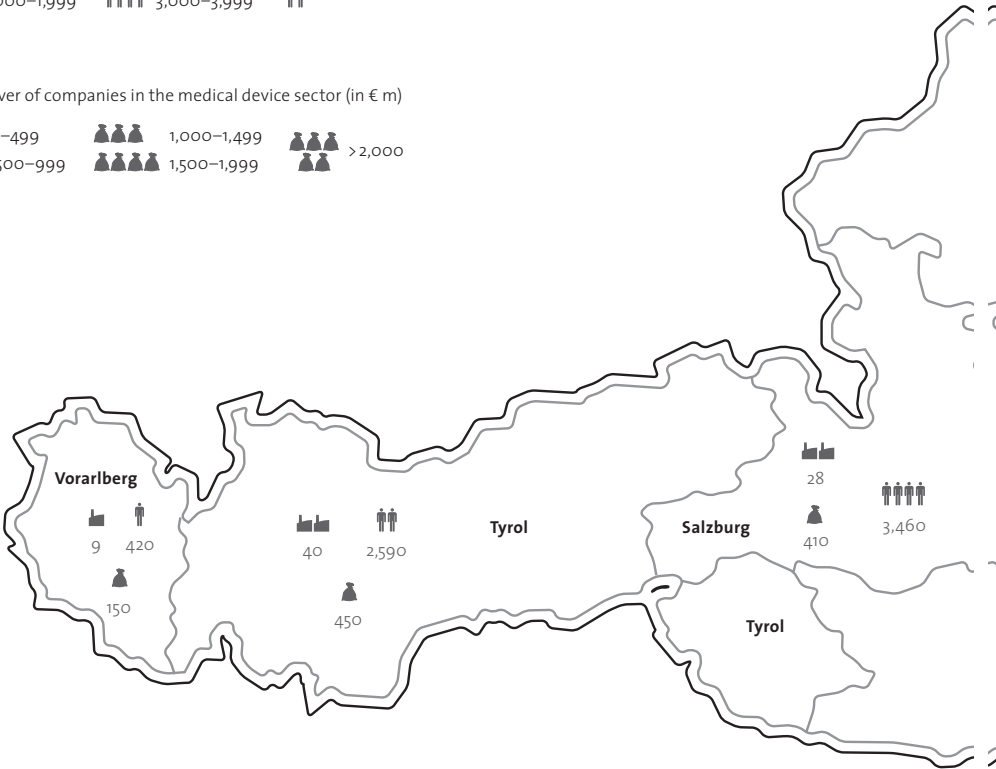 000–1,999 3,000–3,999
ver of companies in the medical device sector (in € m)
–499 1,000–1,499
500–999 1,500–1,999
>2,000
Vorarlberg
9 420
150
40 2,590
450
Tyrol
Salzburg
28
3,460
410
Tyrol